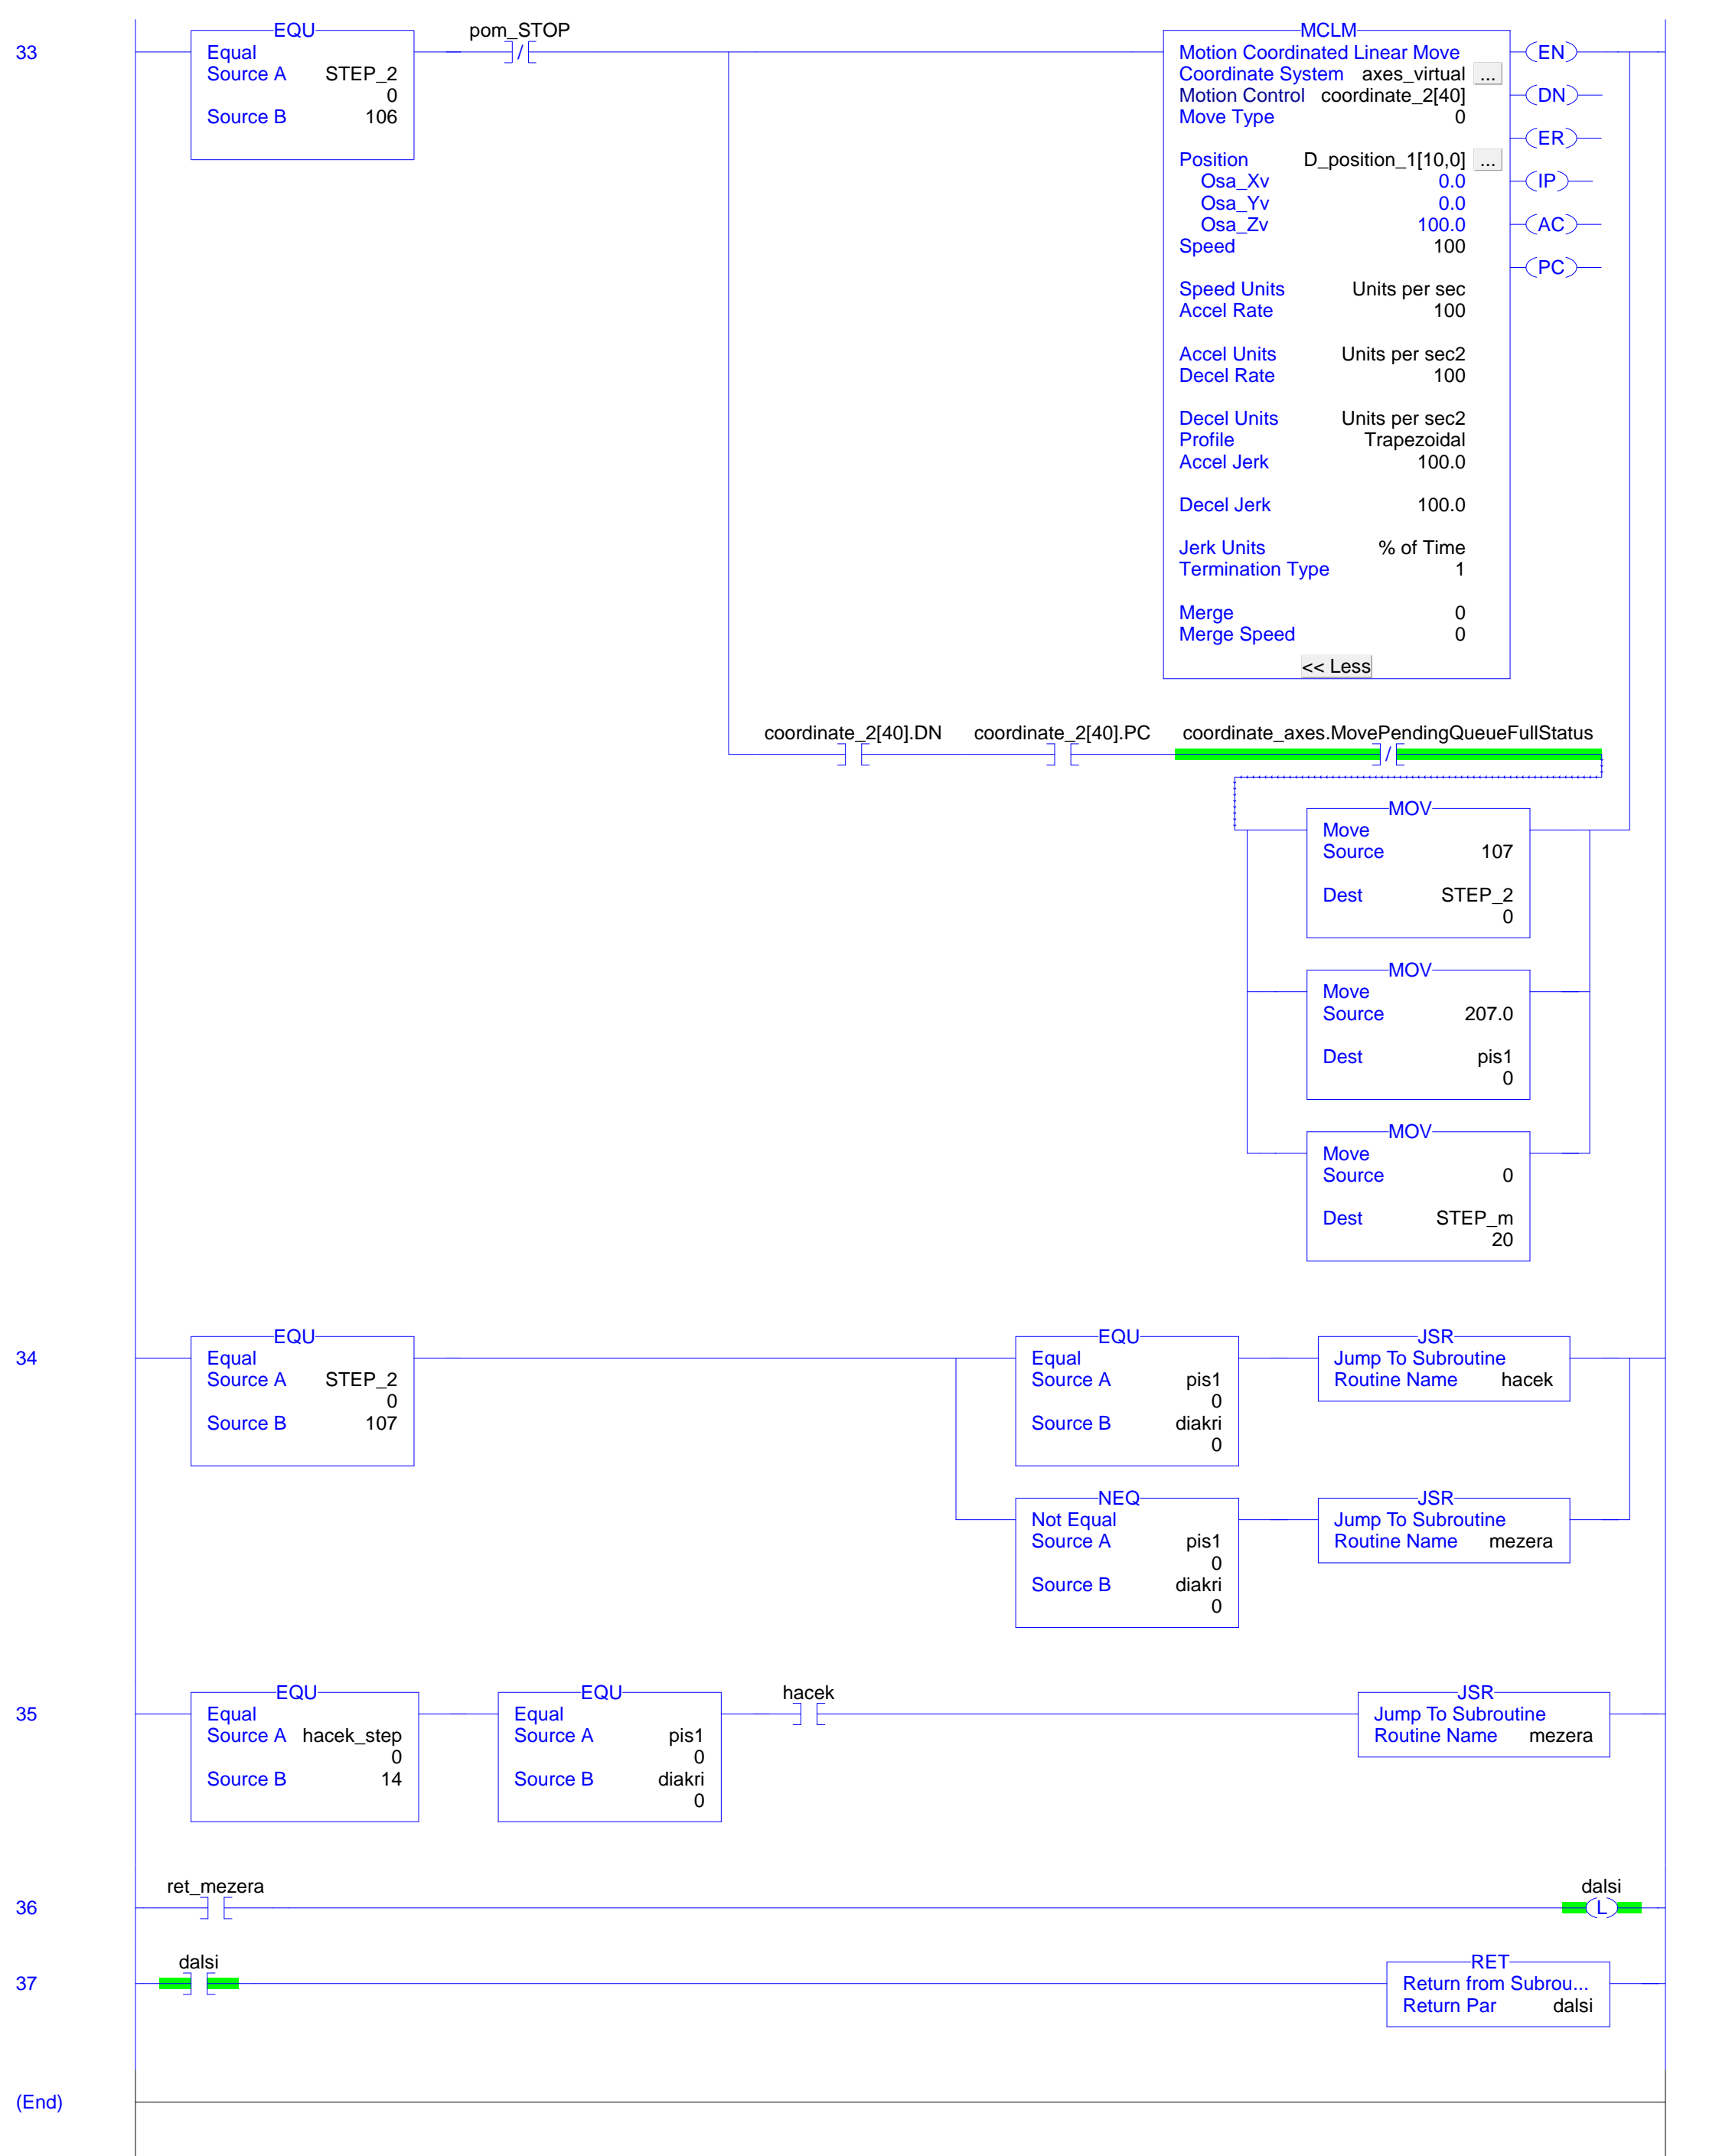 33
EQU
Equal
Source A STEP_2
0
Source B 106
pom_STOP
MCLM
Motion Coordinated Linear Move
Coordinate System axes_virtual ...
Motion Control coordinate_2[40]
Move Type 0
Position D_position_1[10,0] ...
Osa_Xv 0.0
Osa_Yv 0.0
Osa_Zv 100.0
Speed 100
Speed Units Units per sec
Accel Rate 100
Accel Units Units per sec2
Decel Rate 100
Decel Units Units per sec2
Profile Trapezoidal
Accel Jerk 100.0
Decel Jerk 100.0
Jerk Units % of Time
Termination Type 1
Merge 0
Merge Speed 0
<< Less
EN
DN
ER
IP
AC
PC
coordinate_2[40].DN
coordinate_2[40].PC
coordinate_axes.MovePendingQueueFullStatus
MOV
Move
Source 107
Dest STEP_2
0
MOV
Move
Source 207.0
Dest pis1
0
MOV
Move
Source 0
Dest STEP_m
20
34
EQU
Equal
Source A STEP_2
0
Source B 107
EQU
Equal
Source A pis1
0
Source B diakri
0
JSR
Jump To Subroutine
Routine Name hacek
NEQ
Not Equal
Source A pis1
0
Source B diakri
0
JSR
Jump To Subroutine
Routine Name mezera
35
EQU
Equal
Source A hacek_step
0
Source B 14
EQU
Equal
Source A pis1
0
Source B diakri
0
hacek
JSR
Jump To Subroutine
Routine Name mezera
36
ret_mezera
dalsi
L
37
dalsi
RET
Return from Subrou...
Return Par dalsi
(End)